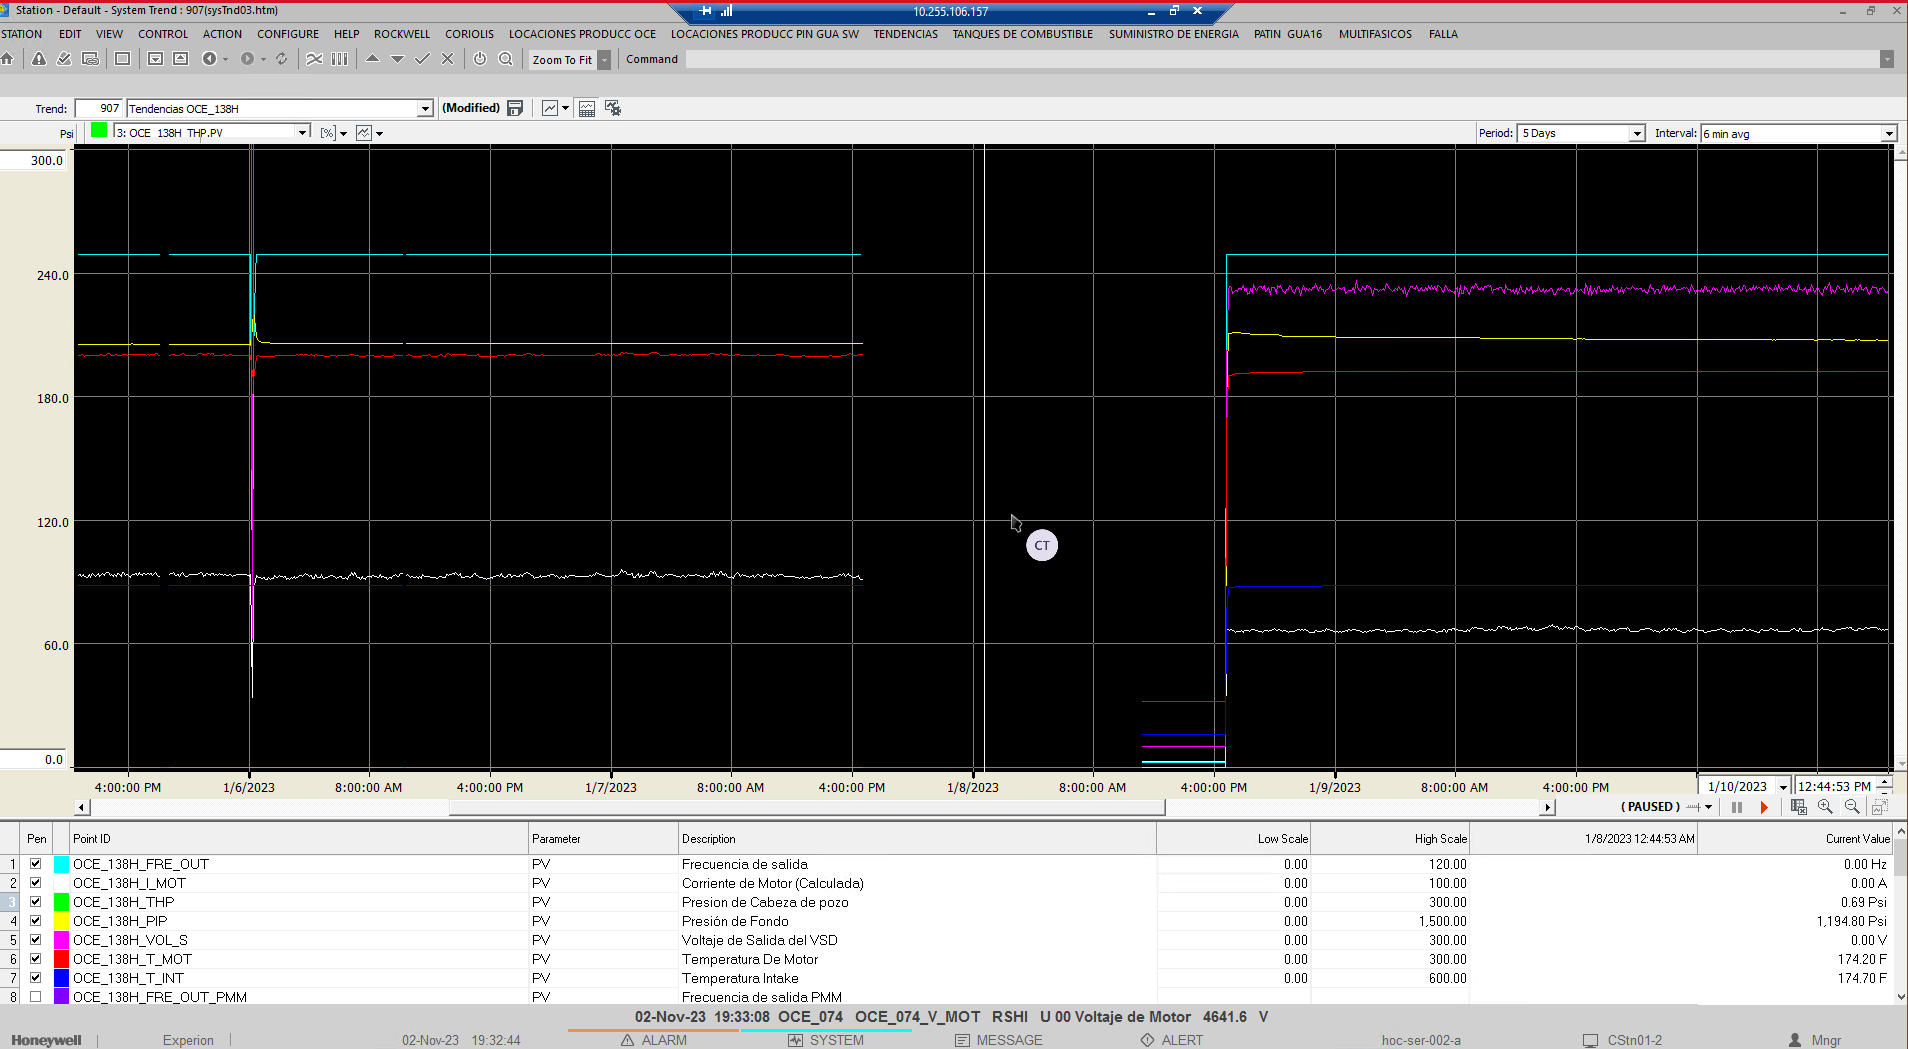 Station - Default - System Trend : 907(sysTnd03.htm)
10.255.106.157
STATION EDIT VIEW CONTROL ACTION CONFIGURE HELP ROCKWELL CORIOLIS LOCACIONES PRODUCC OCE LOCACIONES PRODUCC PIN GUA SW TENDENCIAS TANQUES DE COMBUSTIBLE SUMINISTRO DE ENERGIA PATIN GUA16 MULTIFASICOS FALLA
Zoom To Fit Command
Trend: 907 Tendencias OCE_138H (Modified)
Psi 3: OCE_138H_THP.PV [%] Period: 5 Days Interval: 6 min avg
300.0
240.0
180.0
120.0
CT
60.0
0.0
4:00:00 PM 1/6/2023 8:00:00 AM 4:00:00 PM 1/7/2023 8:00:00 AM 4:00:00 PM 1/8/2023 8:00:00 AM 4:00:00 PM 1/9/2023 8:00:00 AM 4:00:00 PM 1/10/2023 12:44:53 PM
(PAUSED)
Pen Point ID Parameter Description Low Scale High Scale 1/8/2023 12:44:53 AM Current Value
1 OCE_138H_FRE_OUT PV Frecuencia de salida 0.00 120.00 0.00 Hz
2 OCE_138H_I_MOT PV Corriente de Motor (Calculada) 0.00 100.00 0.00 A
3 OCE_138H_THP PV Presion de Cabeza de pozo 0.00 300.00 0.69 Psi
4 OCE_138H_PIP PV Presión de Fondo 0.00 1,500.00 1,194.80 Psi
5 OCE_138H_VOL_S PV Voltaje de Salida del VSD 0.00 300.00 0.00 V
6 OCE_138H_T_MOT PV Temperatura De Motor 0.00 300.00 174.20 F
7 OCE_138H_T_INT PV Temperatura Intake 0.00 600.00 174.70 F
8 OCE_138H_FRE_OUT_PMM PV Frecuencia de salida PMM
02-Nov-23 19:33:08 OCE_074 OCE_074_V_MOT RSHI U 00 Voltaje de Motor 4641.6 V
Honeywell Experion 02-Nov-23 19:32:44 ALARM SYSTEM MESSAGE ALERT hoc-ser-002-a CStn01-2 Mngr